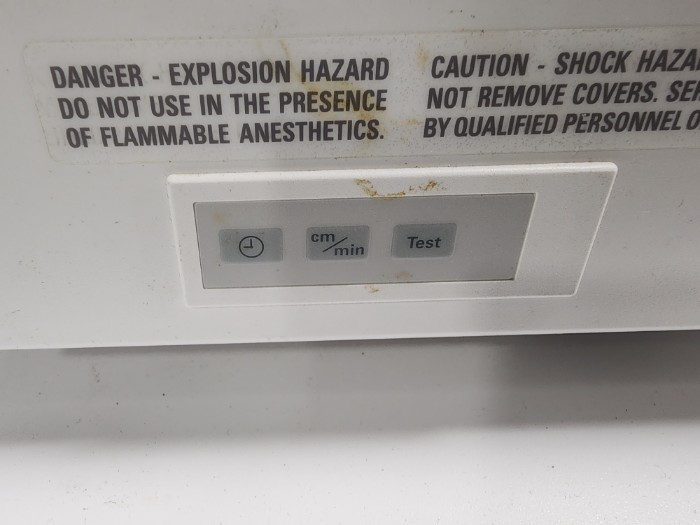 DANGER - EXPLOSION HAZARD
DO NOT USE IN THE PRESENCE
OF FLAMMABLE ANESTHETICS.
CAUTION - SHOCK
NOT REMOVE COVERS.
BY QUALIFIED PERSONNEL
cm/min
Test